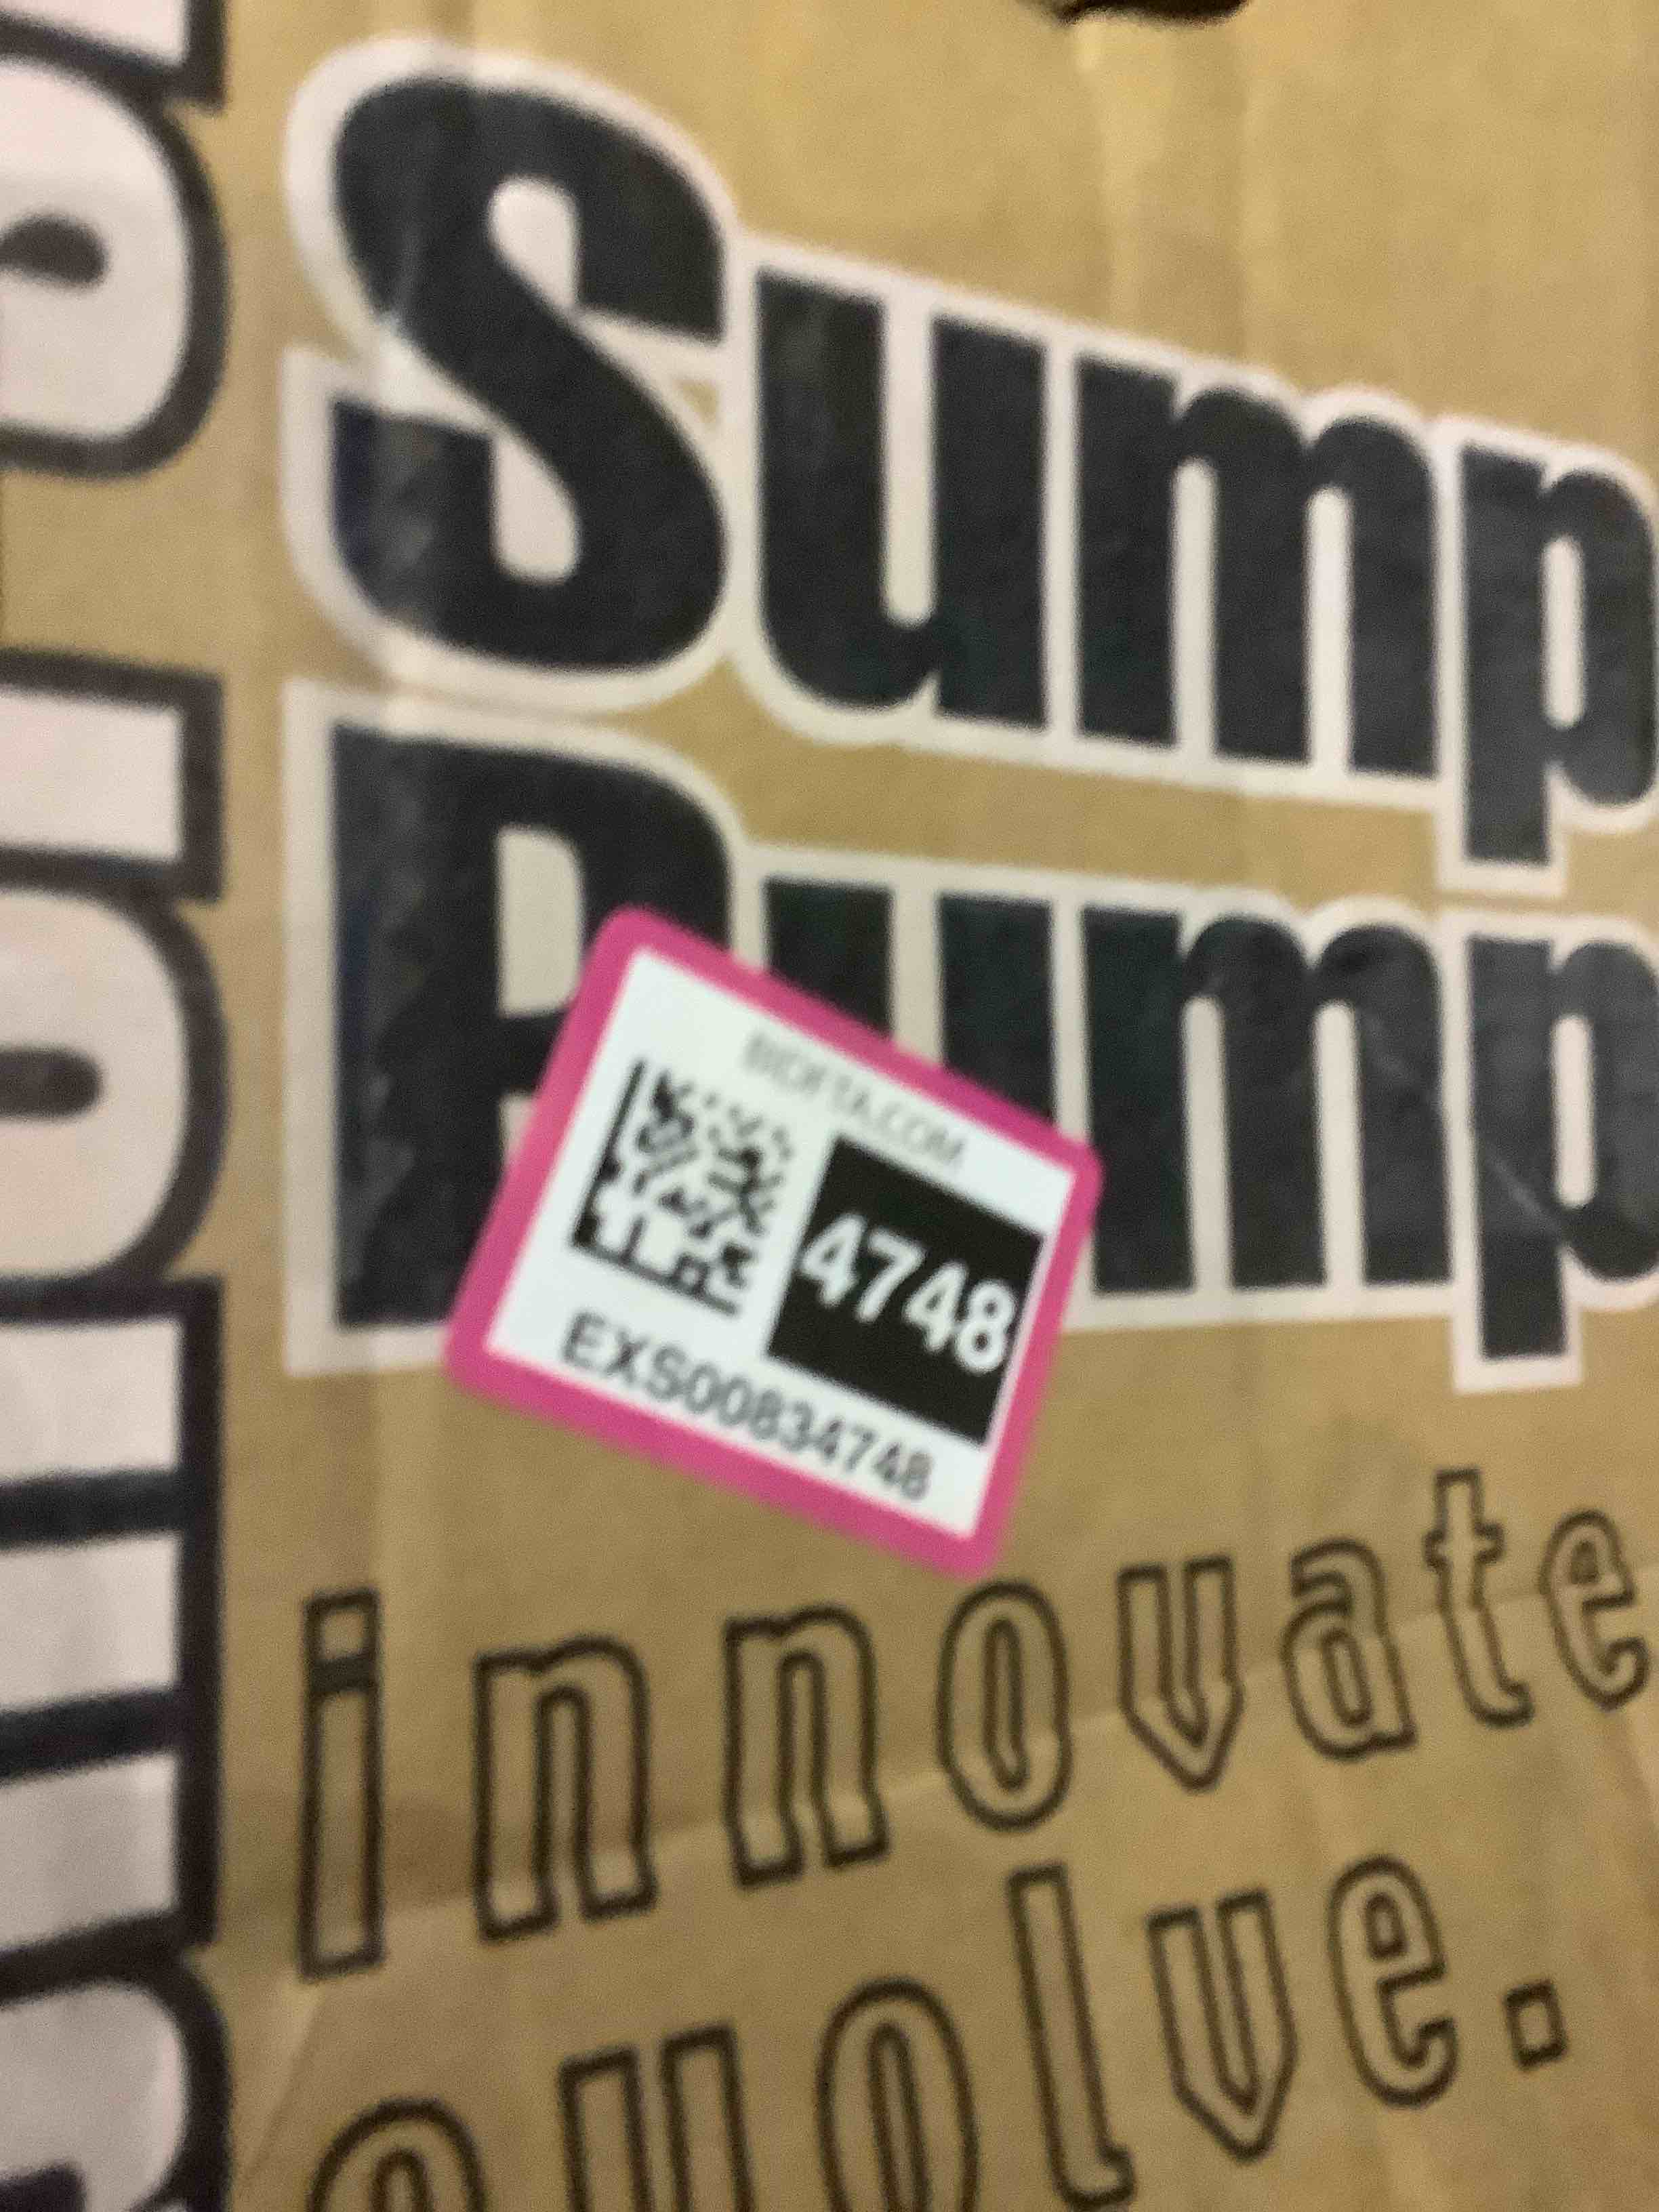 Sump
Pump
BIDFTA.COM
4748
EXS00834748
innovate
evolve.